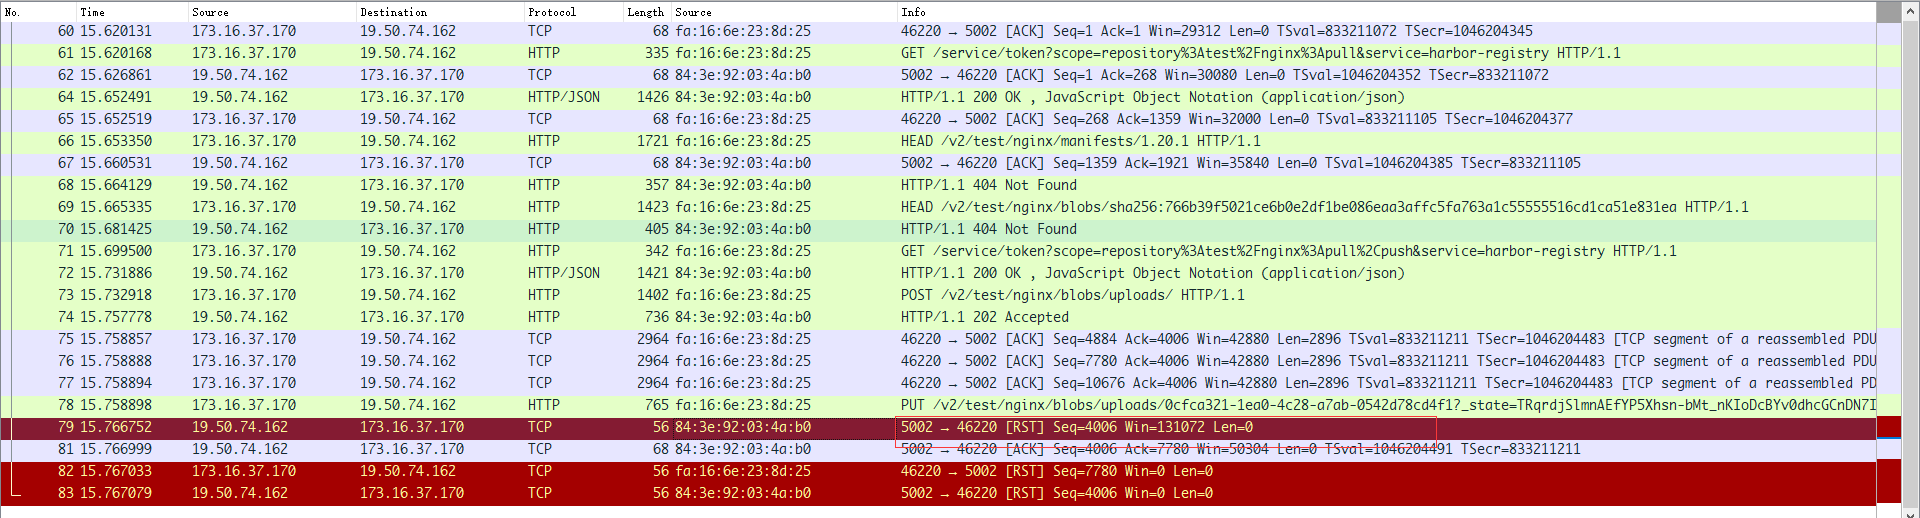 No. Time Source Destination Protocol Length Source Info
60 15.620131 173.16.37.170 19.50.74.162 TCP 68 fa:16:6e:23:8d:25 46220 → 5002 [ACK] Seq=1 Ack=1 Win=29312 Len=0 TSval=833211072 TSecr=1046204345
61 15.620168 173.16.37.170 19.50.74.162 HTTP 335 fa:16:6e:23:8d:25 GET /service/token?scope=repository%3Atest%2Fnginx%3Apull&service=harbor-registry HTTP/1.1
62 15.626861 19.50.74.162 173.16.37.170 TCP 68 84:3e:92:03:4a:b0 5002 → 46220 [ACK] Seq=1 Ack=268 Win=30080 Len=0 TSval=1046204352 TSecr=833211072
64 15.652491 19.50.74.162 173.16.37.170 HTTP/JSON 1426 84:3e:92:03:4a:b0 HTTP/1.1 200 OK , JavaScript Object Notation (application/json)
65 15.652519 173.16.37.170 19.50.74.162 TCP 68 fa:16:6e:23:8d:25 46220 → 5002 [ACK] Seq=268 Ack=1359 Win=32000 Len=0 TSval=833211105 TSecr=1046204377
66 15.653350 173.16.37.170 19.50.74.162 HTTP 1721 fa:16:6e:23:8d:25 HEAD /v2/test/nginx/manifests/1.20.1 HTTP/1.1
67 15.660531 19.50.74.162 173.16.37.170 TCP 68 84:3e:92:03:4a:b0 5002 → 46220 [ACK] Seq=1359 Ack=1921 Win=35840 Len=0 TSval=1046204385 TSecr=833211105
68 15.664129 19.50.74.162 173.16.37.170 HTTP 357 84:3e:92:03:4a:b0 HTTP/1.1 404 Not Found
69 15.665335 173.16.37.170 19.50.74.162 HTTP 1423 fa:16:6e:23:8d:25 HEAD /v2/test/nginx/blobs/sha256:766b39f5021ce6b0e2df1be086eaa3affc5fa763a1c55555516cd1ca51e831ea HTTP/1.1
70 15.681425 19.50.74.162 173.16.37.170 HTTP 405 84:3e:92:03:4a:b0 HTTP/1.1 404 Not Found
71 15.699500 173.16.37.170 19.50.74.162 HTTP 342 fa:16:6e:23:8d:25 GET /service/token?scope=repository%3Atest%2Fnginx%3Apull%2Cpush&service=harbor-registry HTTP/1.1
72 15.731886 19.50.74.162 173.16.37.170 HTTP/JSON 1421 84:3e:92:03:4a:b0 HTTP/1.1 200 OK , JavaScript Object Notation (application/json)
73 15.732918 173.16.37.170 19.50.74.162 HTTP 1402 fa:16:6e:23:8d:25 POST /v2/test/nginx/blobs/uploads/ HTTP/1.1
74 15.757778 19.50.74.162 173.16.37.170 HTTP 736 84:3e:92:03:4a:b0 HTTP/1.1 202 Accepted
75 15.758857 173.16.37.170 19.50.74.162 TCP 2964 fa:16:6e:23:8d:25 46220 → 5002 [ACK] Seq=4884 Ack=4006 Win=42880 Len=2896 TSval=833211211 TSecr=1046204483 [TCP segment of a reassembled PDU
76 15.758888 173.16.37.170 19.50.74.162 TCP 2964 fa:16:6e:23:8d:25 46220 → 5002 [ACK] Seq=7780 Ack=4006 Win=42880 Len=2896 TSval=833211211 TSecr=1046204483 [TCP segment of a reassembled PDU
77 15.758894 173.16.37.170 19.50.74.162 TCP 2964 fa:16:6e:23:8d:25 46220 → 5002 [ACK] Seq=10676 Ack=4006 Win=42880 Len=2896 TSval=833211211 TSecr=1046204483 [TCP segment of a reassembled PD
78 15.758898 173.16.37.170 19.50.74.162 HTTP 765 fa:16:6e:23:8d:25 PUT /v2/test/nginx/blobs/uploads/0cfca321-1ea0-4c28-a7ab-0542d78cd4f1?_state=TRqrdjSlmnAEfYP5Xhsn-bMt_nKIoDcBYv0dhcGCnDN7I
79 15.766752 19.50.74.162 173.16.37.170 TCP 56 84:3e:92:03:4a:b0 5002 → 46220 [RST] Seq=4006 Win=131072 Len=0
81 15.766999 19.50.74.162 173.16.37.170 TCP 68 84:3e:92:03:4a:b0 5002 → 46220 [ACK] Seq=4006 Ack=7780 Win=50304 Len=0 TSval=1046204491 TSecr=833211211
82 15.767033 173.16.37.170 19.50.74.162 TCP 56 fa:16:6e:23:8d:25 46220 → 5002 [RST] Seq=7780 Win=0 Len=0
83 15.767079 19.50.74.162 173.16.37.170 TCP 56 84:3e:92:03:4a:b0 5002 → 46220 [RST] Seq=4006 Win=0 Len=0